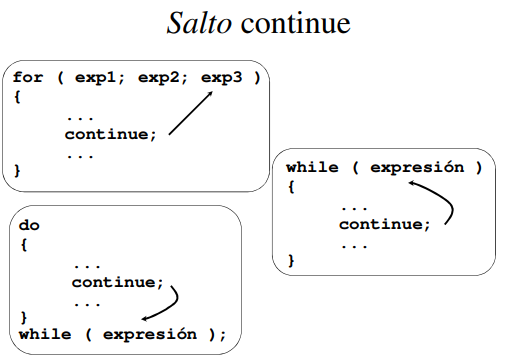 Salto continue
for ( exp1; exp2; exp3 )
{
...
continue;
...
}
while ( expresión )
{
...
continue;
...
}
do
{
...
continue;
...
}
while ( expresión );